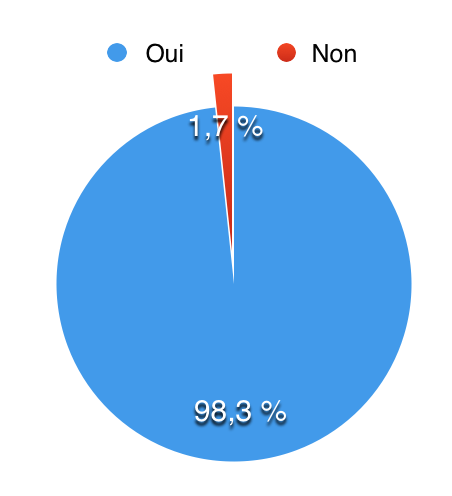 Oui Non
1,7 %
98,3 %